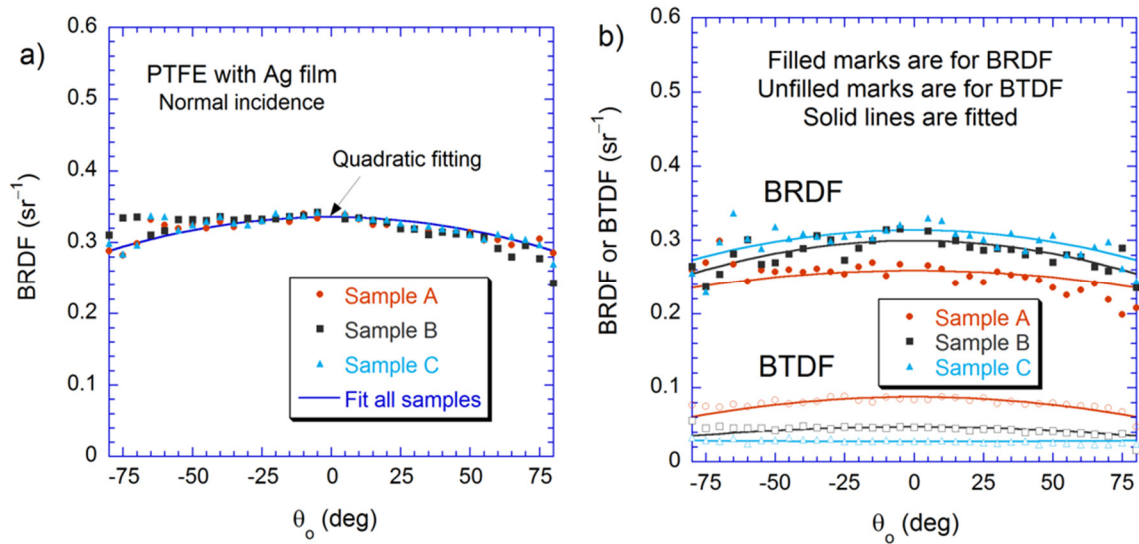 a)
PTFE with Ag film
Normal incidence
Quadratic fitting
BRDF (sr⁻¹)
0.6
0.5
0.4
0.3
0.2
0.1
0
Sample A
Sample B
Sample C
Fit all samples
-75 -50 -25 0 25 50 75
θₒ (deg)
b)
Filled marks are for BRDF
Unfilled marks are for BTDF
Solid lines are fitted
BRDF or BTDF (sr⁻¹)
0.6
0.5
0.4
0.3
0.2
0.1
0
BRDF
Sample A
Sample B
Sample C
BTDF
-75 -50 -25 0 25 50 75
θₒ (deg)